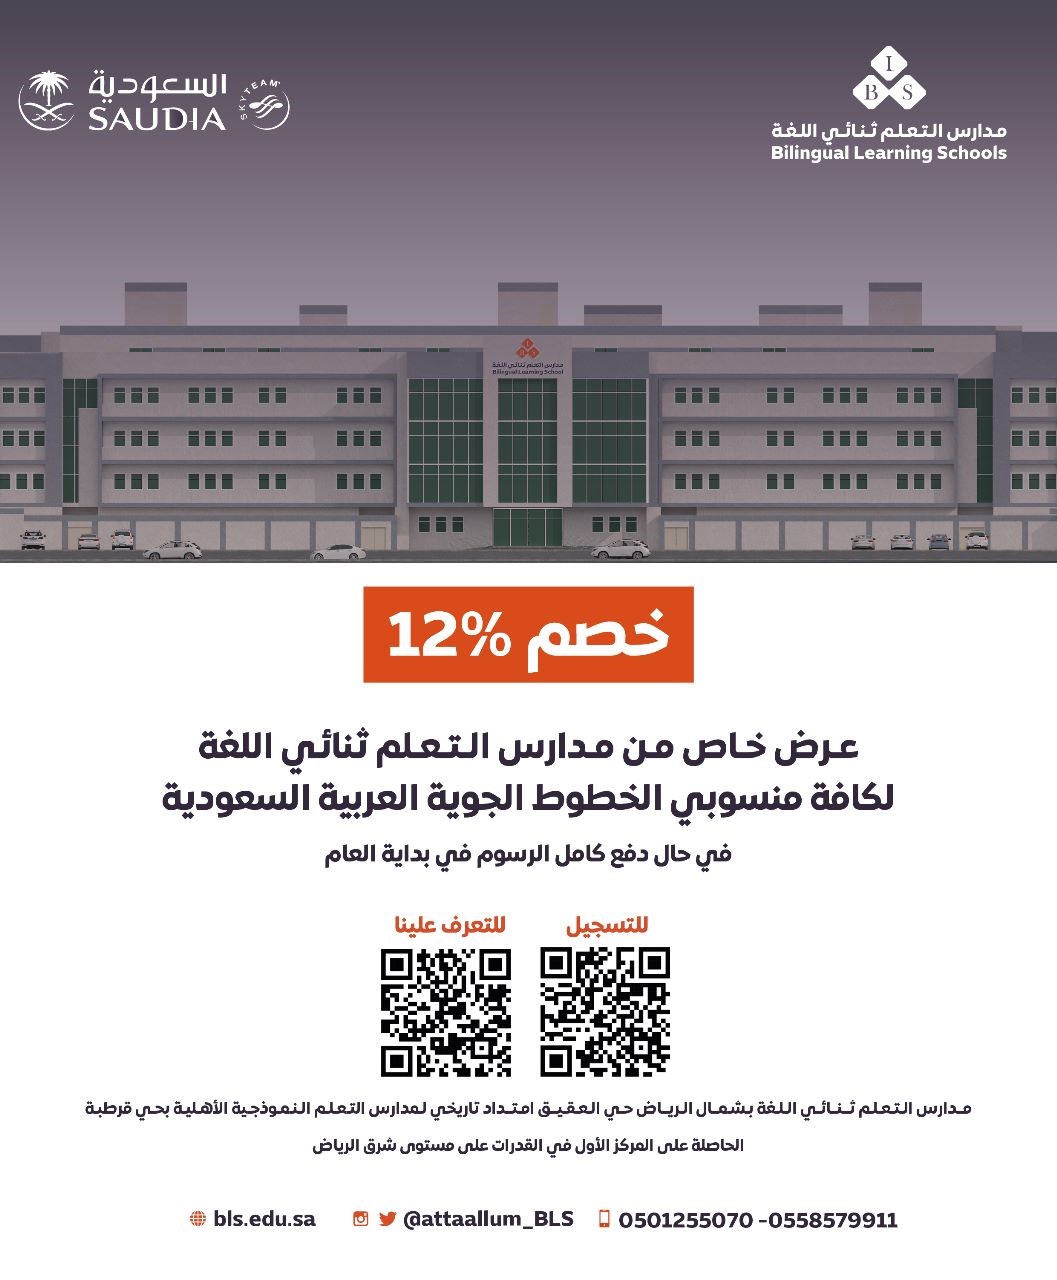 السعودية
SAUDIA
SKYTEAM
I
B S
مدارس التعلم ثنائي اللغة
Bilingual Learning Schools
مدارس التعلم ثنائي اللغة
Bilingual Learning School
خصم %12
عرض خاص من مدارس التعلم ثنائي اللغة
لكافة منسوبي الخطوط الجوية العربية السعودية
في حال دفع كامل الرسوم في بداية العام
للتسجيل
للتعرف علينا
مدارس التعلم ثنائي اللغة بشمال الرياض حي العقيق امتداد تاريخي لمدارس التعلم النموذجية الأهلية بحي قرطبة
الحاصلة على المركز الأول في القدرات على مستوى شرق الرياض
bls.edu.sa @attaallum_BLS 0501255070 -0558579911